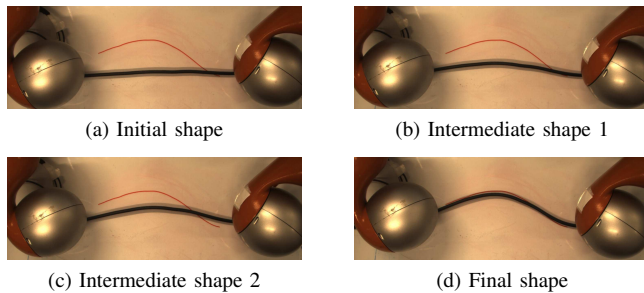 (a) Initial shape
(b) Intermediate shape 1
(c) Intermediate shape 2
(d) Final shape